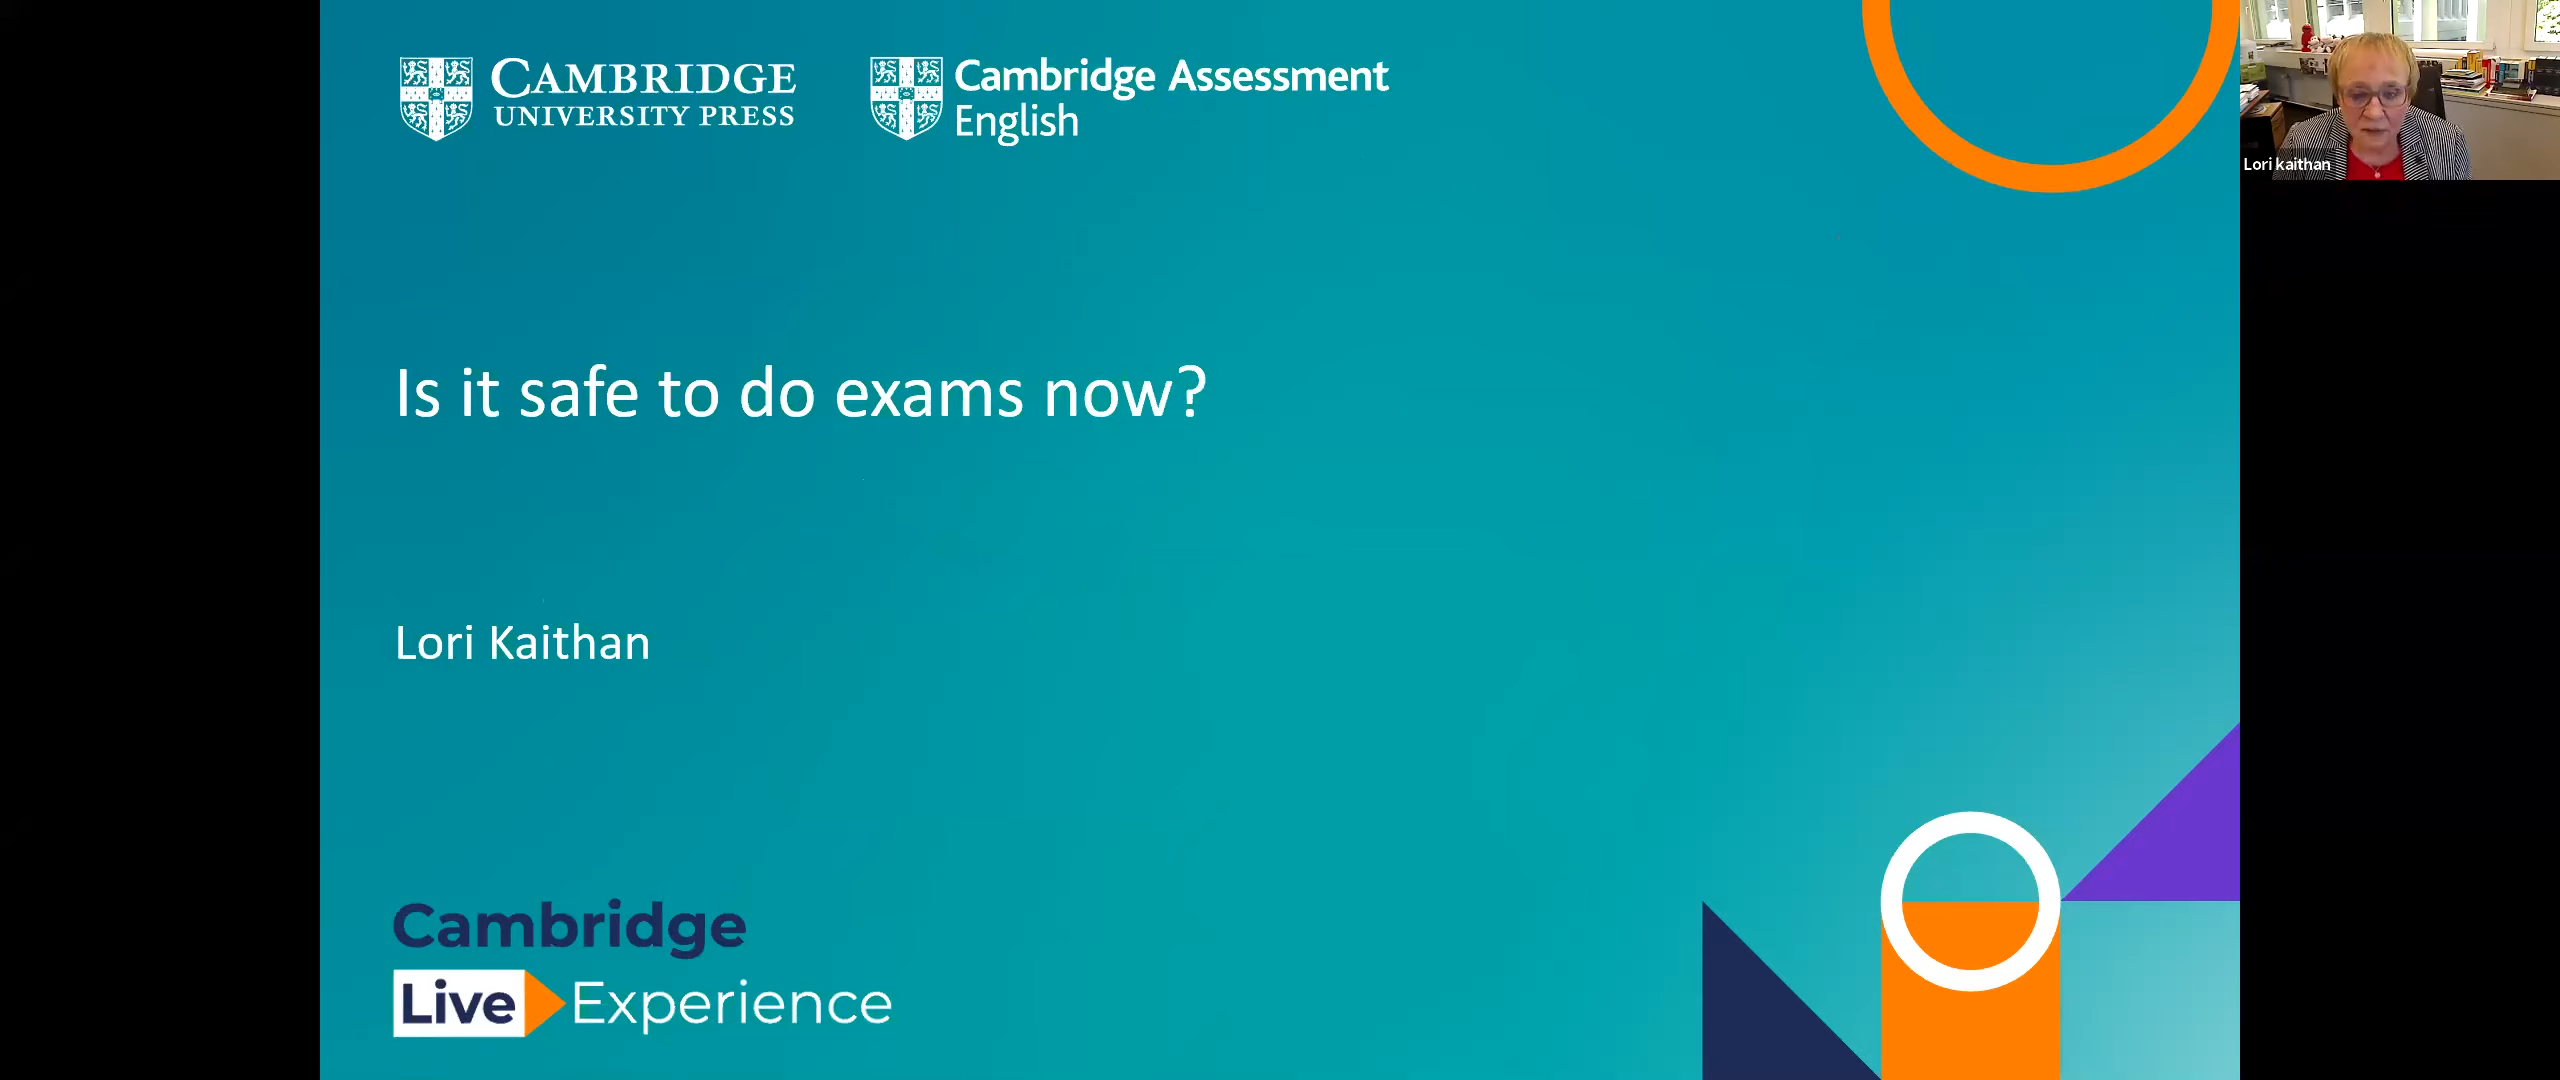 CAMBRIDGE
UNIVERSITY PRESS
Cambridge Assessment
English
Lori kaithan
Is it safe to do exams now?
Lori Kaithan
Cambridge
Live Experience